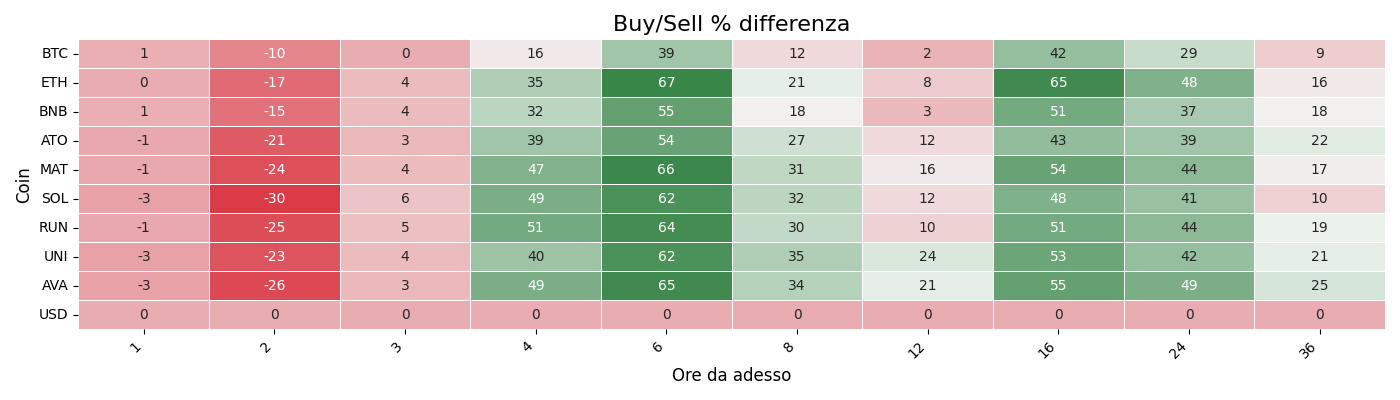 Buy/Sell % differenza
Coin
BTC 1 -10 0 16 39 12 2 42 29 9
ETH 0 -17 4 35 67 21 8 65 48 16
BNB 1 -15 4 32 55 18 3 51 37 18
ATO -1 -21 3 39 54 27 12 43 39 22
MAT -1 -24 4 47 66 31 16 54 44 17
SOL -3 -30 6 49 62 32 12 48 41 10
RUN -1 -25 5 51 64 30 10 51 44 19
UNI -3 -23 4 40 62 35 24 53 42 21
AVA -3 -26 3 49 65 34 21 55 49 25
USD 0 0 0 0 0 0 0 0 0 0
1 2 3 4 6 8 12 16 24 36
Ore da adesso